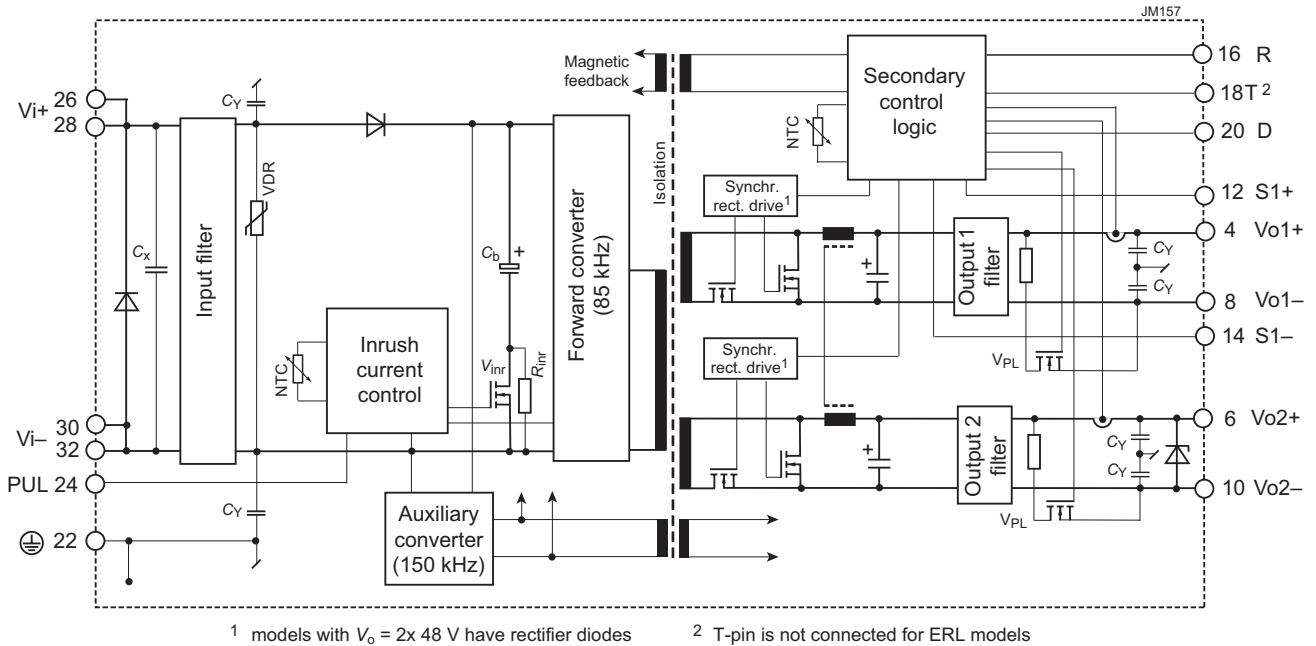 JM157
Vi+
26
28
Vi–
30
32
PUL 24
22
CY
Cx
Input filter
VDR
CY
NTC
Inrush
current
control
Cb
+
Vinr
Rinr
Forward converter
(85 kHz)
Auxiliary
converter
(150 kHz)
Magnetic
feedback
Isolation
Secondary
control
logic
NTC
Synchr.
rect. drive1
+
Output 1
filter
VPL
CY
CY
Synchr.
rect. drive1
+
Output 2
filter
VPL
CY
CY
16 R
18T 2
20 D
12 S1+
4 Vo1+
8 Vo1–
14 S1–
6 Vo2+
10 Vo2–
1 models with Vo = 2x 48 V have rectifier diodes
2 T-pin is not connected for ERL models